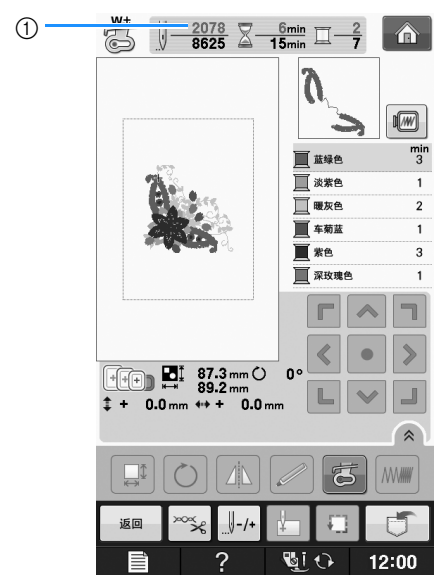 ①
W+
2078
8625
6min
15min
2
7
min
蓝绿色 3
淡紫色 1
暖灰色 2
车菊蓝 1
紫色 3
深玫瑰色 1
87.3 mm
89.2 mm
0°
+ 0.0 mm + 0.0 mm
返回
-/+
?
12:00